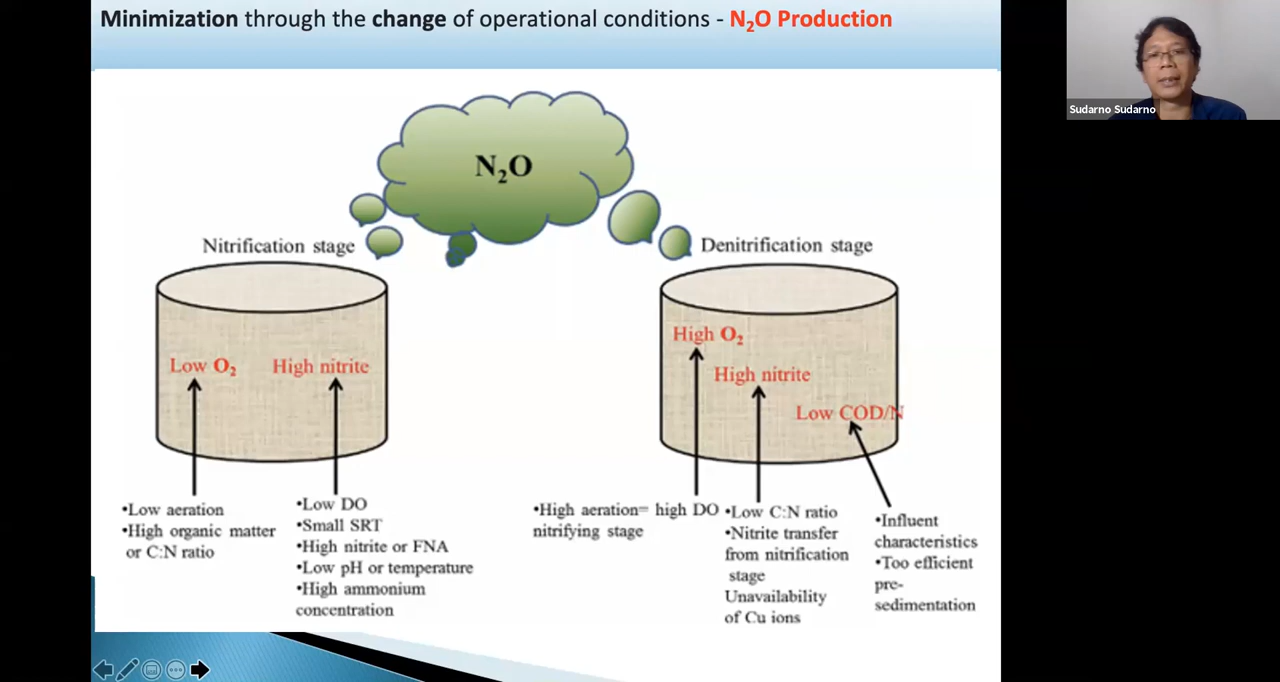 Minimization through the change of operational conditions - N₂O Production
Sudarno Sudarno
N₂O
Nitrification stage
Denitrification stage
Low O₂
High nitrite
High O₂
High nitrite
Low COD/N
•Low aeration
•High organic matter
or C:N ratio
•Low DO
•Small SRT
•High nitrite or FNA
•Low pH or temperature
•High ammonium
concentration
•High aeration= high DO
nitrifying stage
•Low C:N ratio
•Nitrite transfer
from nitrification
stage
Unavailability
of Cu ions
•Influent
characteristics
•Too efficient
pre-
sedimentation